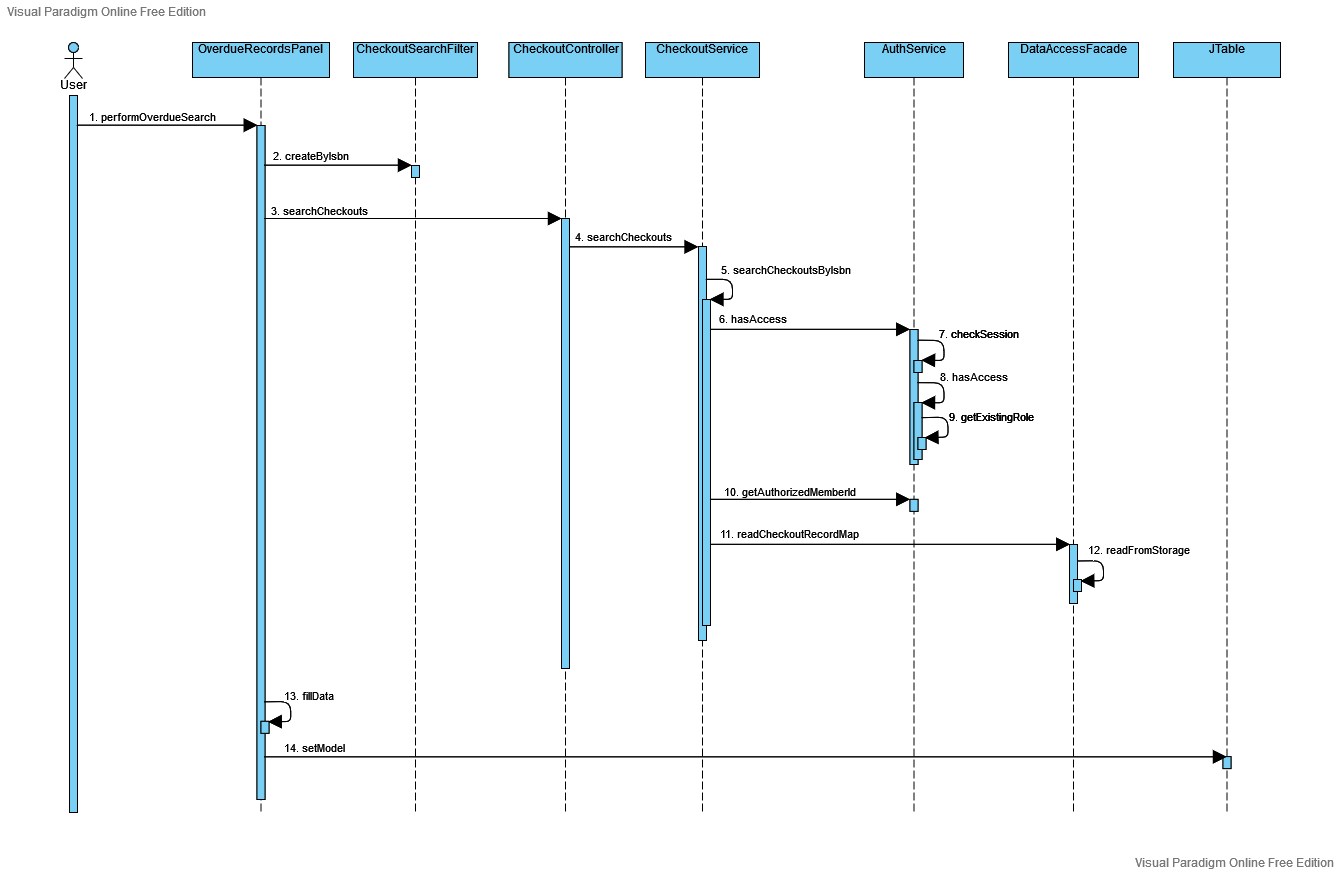 Visual Paradigm Online Free Edition
User
OverdueRecordsPanel
CheckoutSearchFilter
CheckoutController
CheckoutService
AuthService
DataAccessFacade
JTable
1. performOverdueSearch
2. createByIsbn
3. searchCheckouts
4. searchCheckouts
5. searchCheckoutsByIsbn
6. hasAccess
7. checkSession
8. hasAccess
9. getExistingRole
10. getAuthorizedMemberId
11. readCheckoutRecordMap
12. readFromStorage
13. fillData
14. setModel
Visual Paradigm Online Free Edition